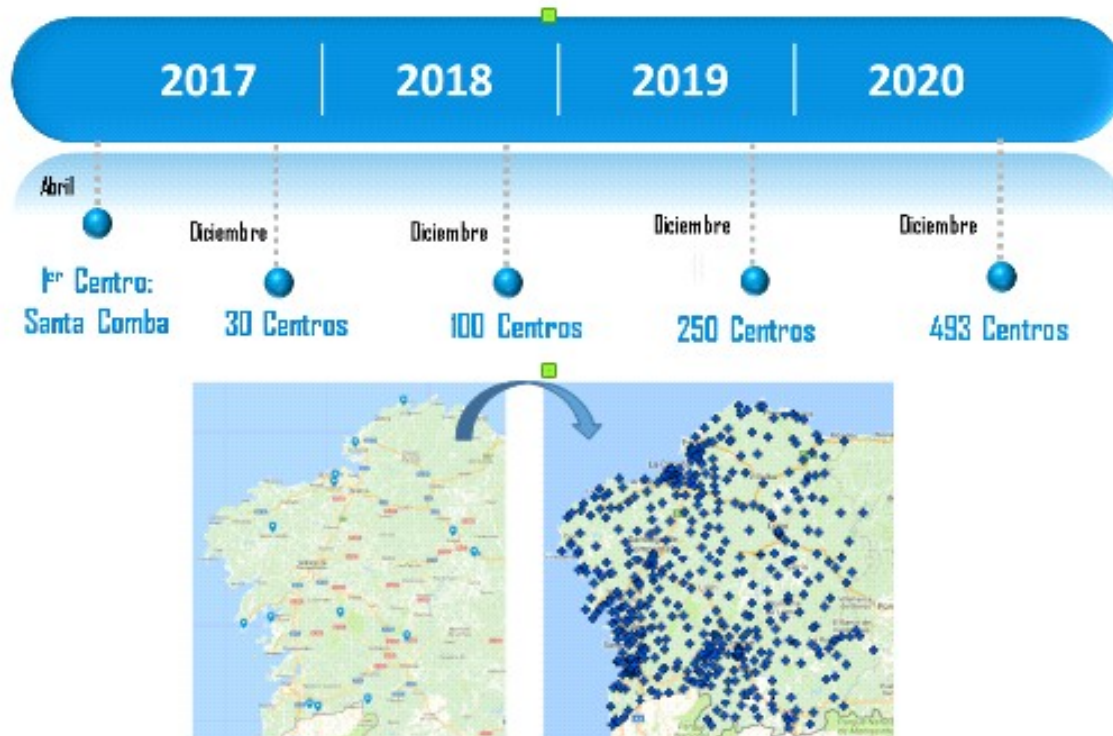 2017 2018 2019 2020
Abril
Diciembre Diciembre Diciembre Diciembre
1er Centro:
Santa Comba
30 Centros 100 Centros 250 Centros 493 Centros